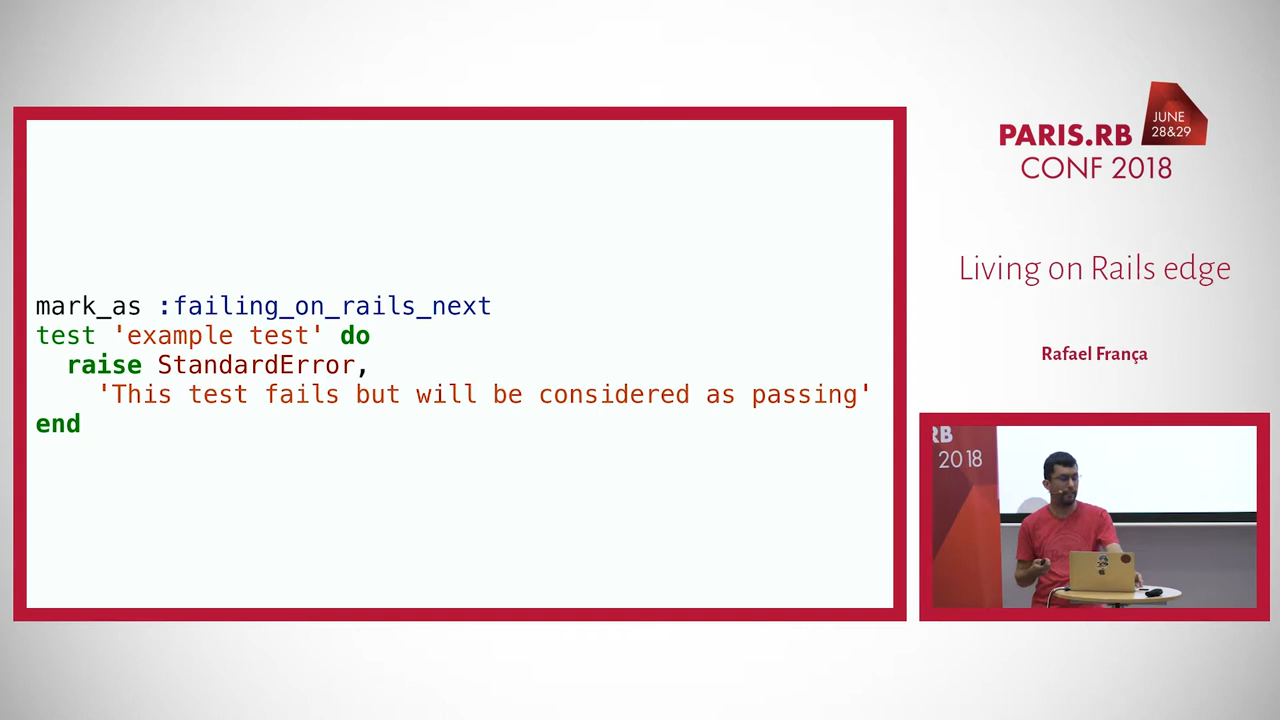 mark_as :failing_on_rails_next
test 'example test' do
  raise StandardError,
    'This test fails but will be considered as passing'
end
PARIS.RB
JUNE
28&29
CONF 2018
Living on Rails edge
Rafael França
RB
2018